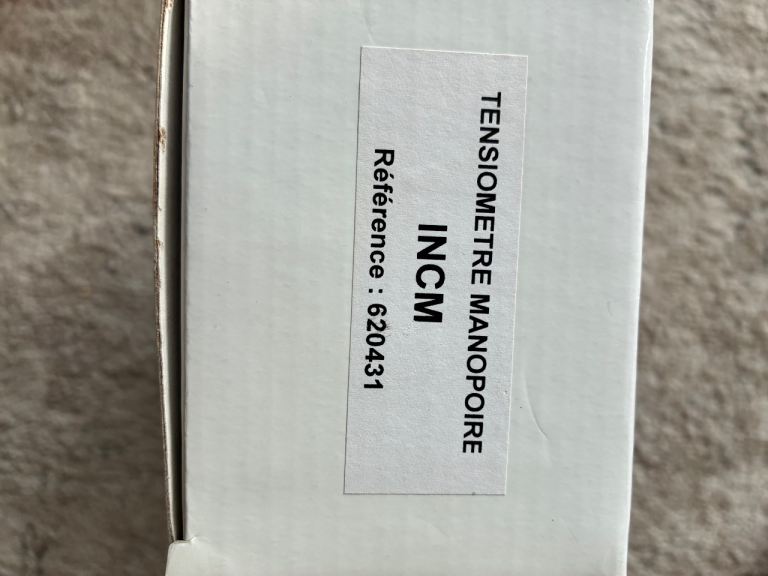 TENSIOMETRE MANOPOIRE
INCM
Référence : 620431